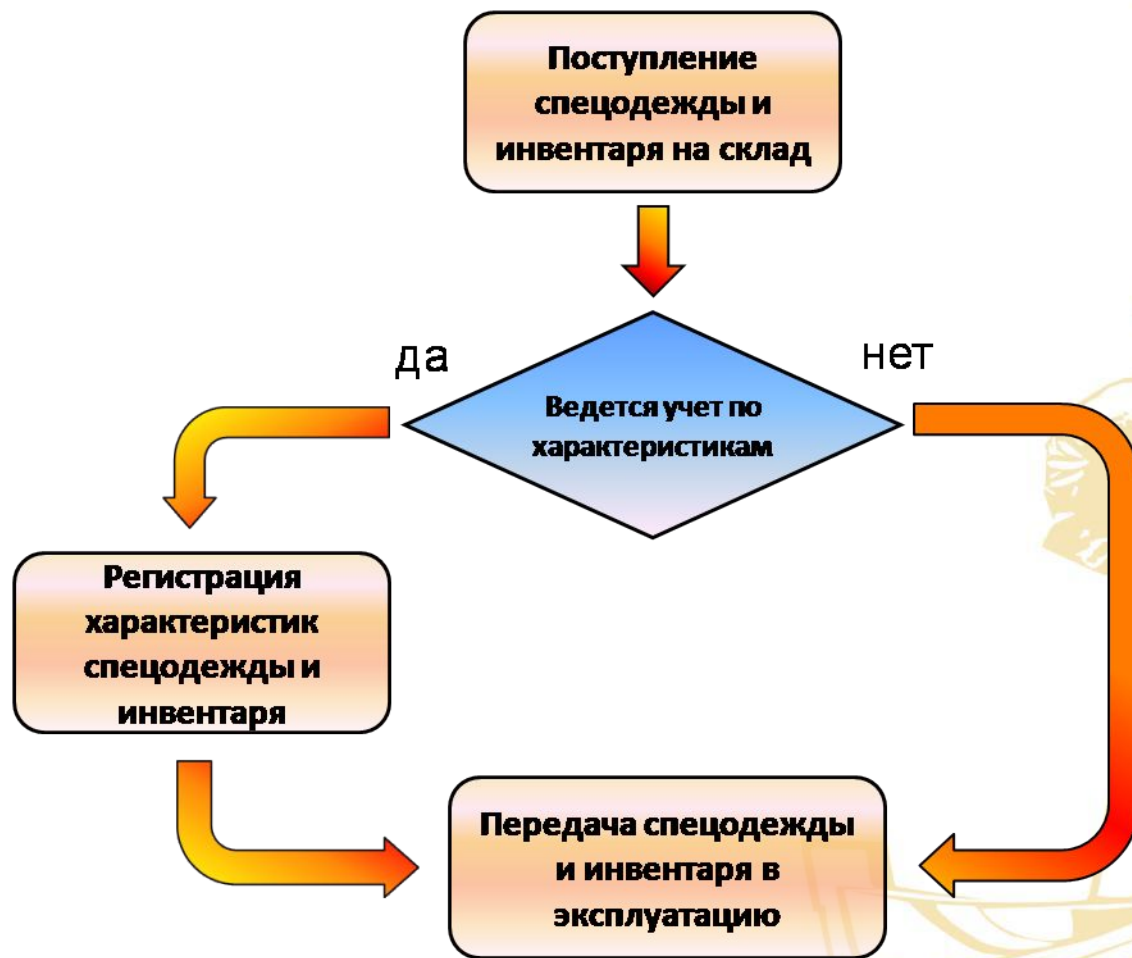 Поступление
спецодежды и
инвентаря на склад
да
нет
Ведется учет по
характеристикам
Регистрация
характеристик
спецодежды и
инвентаря
Передача спецодежды
и инвентаря в
эксплуатацию